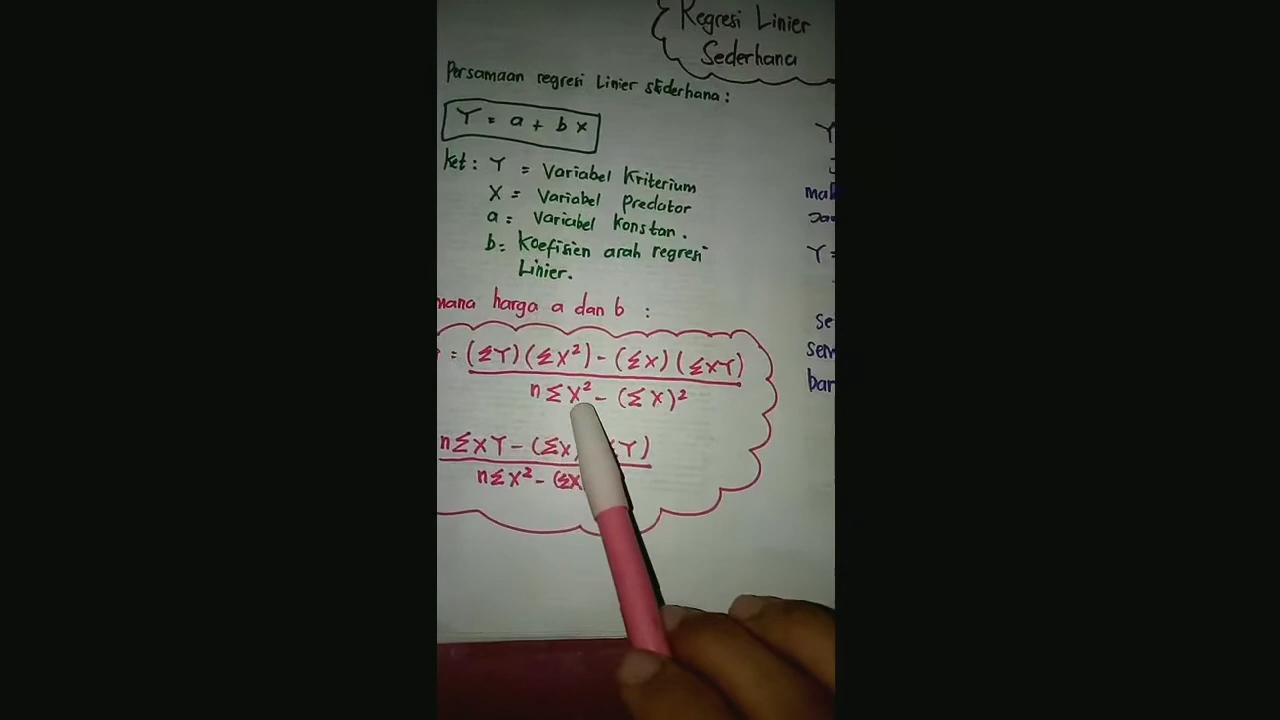 Regresi Linier
Sederhana
Persamaan regresi Linier sederhana :
Y = a + b x
Ket : Y = Variabel Kriterium
X = Variabel Predator
a = Variabel Konstan.
b = Koefisien arah regresi
Linier.
mana harga a dan b :
= (ΣY) (ΣX²) - (ΣX) (ΣXY)
nΣX² - (ΣX)²
nΣXY - (ΣX) Y)
nΣX² - (ΣX
Y
Y =
bar